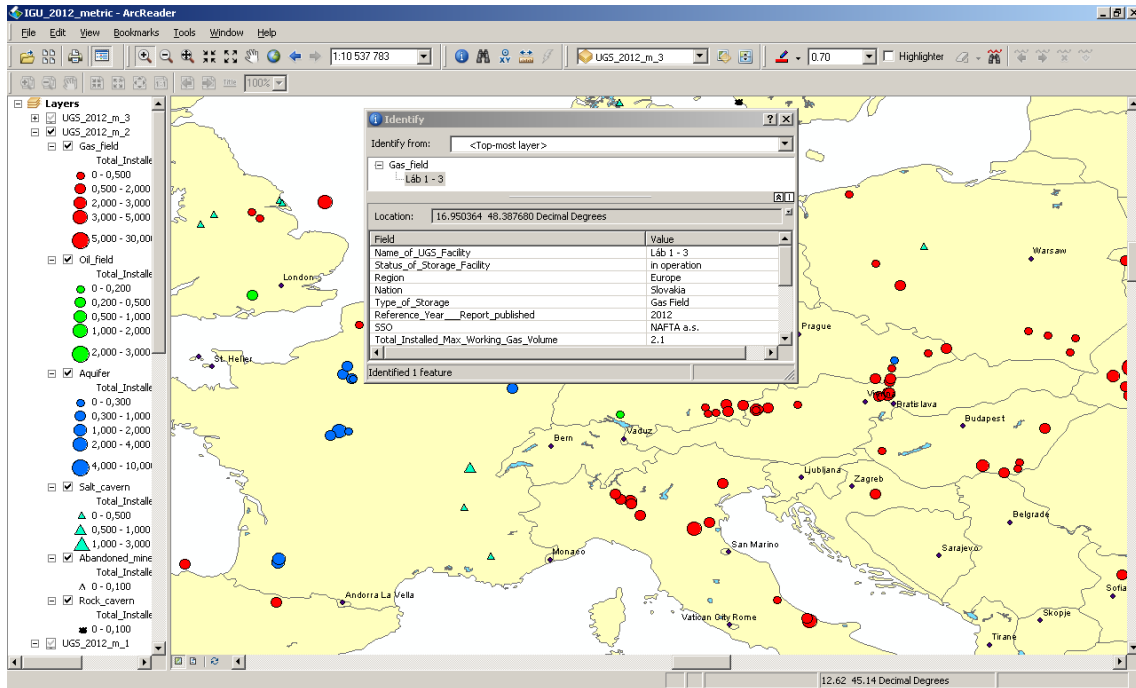 IGU_2012_metric - ArcReader
File Edit View Bookmarks Tools Window Help
1:10 537 783
UGS_2012_m_3
0.70
Highlighter
100%
Layers
UGS_2012_m_3
UGS_2012_m_2
Gas_field
Total_Installe
0 - 0,500
0,500 - 2,000
2,000 - 3,000
3,000 - 5,000
5,000 - 30,00
Oil_field
Total_Installe
0 - 0,200
0,200 - 0,500
0,500 - 1,000
1,000 - 2,000
2,000 - 3,000
Aquifer
Total_Installe
0 - 0,300
0,300 - 1,000
1,000 - 2,000
2,000 - 4,000
4,000 - 10,00
Salt_cavern
Total_Installe
0 - 0,500
0,500 - 1,000
1,000 - 3,000
Abandoned_mine
Total_Installe
0 - 0,100
Rock_cavern
Total_Installe
0 - 0,100
UGS_2012_m_1
Identify
Identify from: <Top-most layer>
Gas_field
Láb 1 - 3
Location: 16.950364 48.387680 Decimal Degrees
Field Value
Name_of_UGS_Facility Láb 1 - 3
Status_of_Storage_Facility in operation
Region Europe
Nation Slovakia
Type_of_Storage Gas Field
Reference_Year___Report_published 2012
SSO NAFTA a.s.
Total_Installed_Max_Working_Gas_Volume 2.1
Identified 1 feature
London
Warsaw
Prague
St. Helier
Bratislava
Budapest
Vaduz
Bern
Ljubljana
Zagreb
Belgrade
San Marino
Sarajevo
Monaco
Andorra La Vella
Sofia
Vatican City Rome
Skopje
Tirane
12.62 45.14 Decimal Degrees